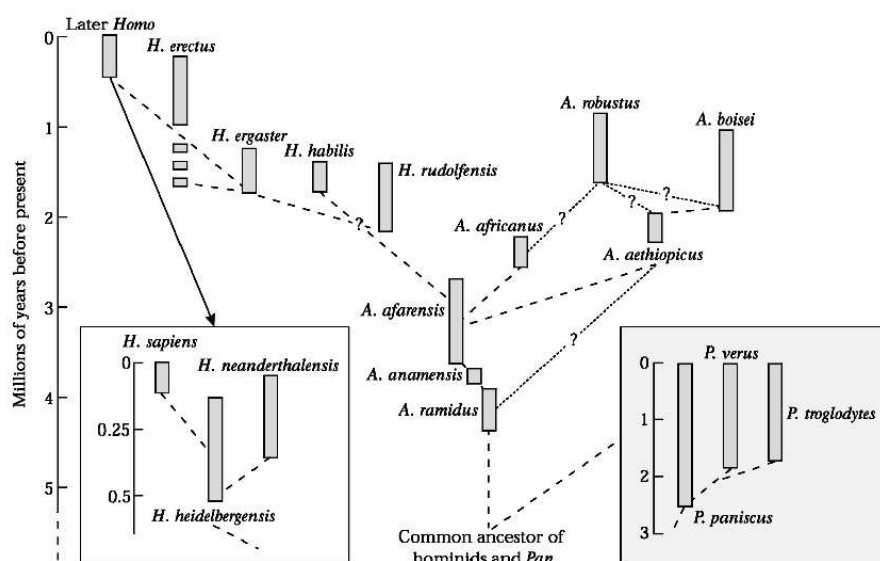 Later Homo
H. erectus
H. ergaster
H. habilis
H. rudolfensis
A. robustus
A. boisei
A. africanus
A. aethiopicus
A. afarensis
A. anamensis
A. ramidus
?
?
?
?
?
Millions of years before present
0
1
2
3
4
5
H. sapiens
H. neanderthalensis
H. heidelbergensis
0
0.25
0.5
Common ancestor of
hominids and Pan
P. verus
P. troglodytes
P. paniscus
0
1
2
3